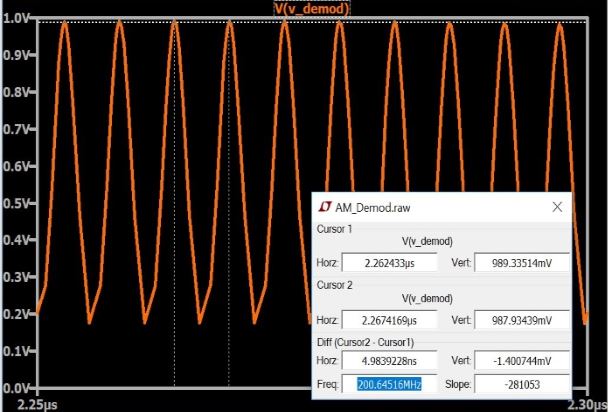 V(v_demod)
1.0V
0.9V
0.8V
0.7V
0.6V
0.5V
0.4V
0.3V
0.2V
0.1V
0.0V
2.25µs
2.30µs
AM_Demod.raw
Cursor 1
V(v_demod)
Horz: 2.262433µs Vert: 989.33514mV
Cursor 2
V(v_demod)
Horz: 2.2674169µs Vert: 987.93439mV
Diff (Cursor2 - Cursor1)
Horz: 4.9839228ns Vert: -1.400744mV
Freq: 200.64516MHz Slope: -281053